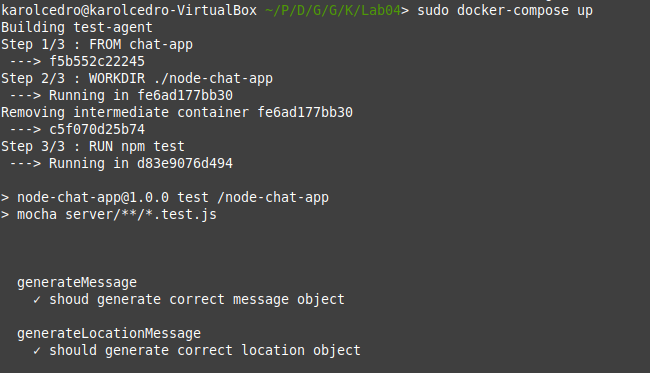 karolcedro@karolcedro-VirtualBox ~/P/D/G/G/K/Lab04> sudo docker-compose up
Building test-agent
Step 1/3 : FROM chat-app
 ---> f5b552c22245
Step 2/3 : WORKDIR ./node-chat-app
 ---> Running in fe6ad177bb30
Removing intermediate container fe6ad177bb30
 ---> c5f070d25b74
Step 3/3 : RUN npm test
 ---> Running in d83e9076d494
> node-chat-app@1.0.0 test /node-chat-app
> mocha server/**/*.test.js
generateMessage
✓ shoud generate correct message object
generateLocationMessage
✓ should generate correct location object